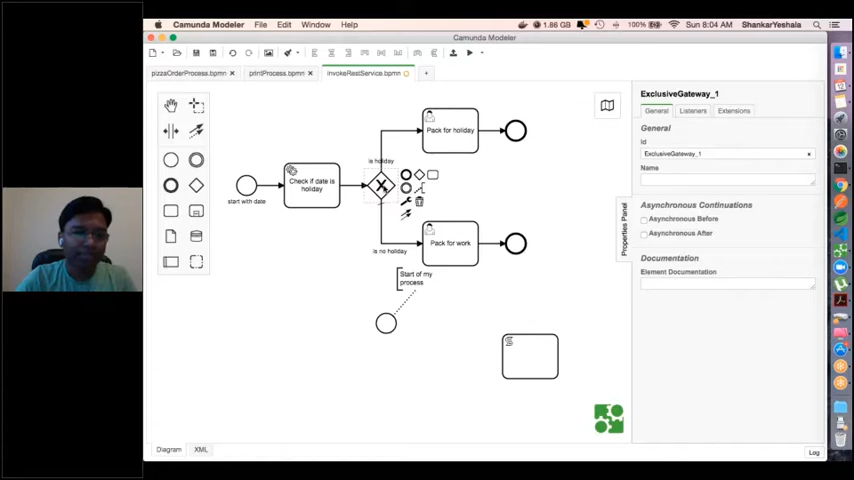 Camunda Modeler File Edit Window Help 1.86 GB 100% Sun 8:04 AM ShankarYeshala
Camunda Modeler
pizzaOrderProcess.bpmn printProcess.bpmn invokeRestService.bpmn +
ExclusiveGateway_1
General Listeners Extensions
General
Id
ExclusiveGateway_1
Name
Asynchronous Continuations
Asynchronous Before
Asynchronous After
Documentation
Element Documentation
Properties Panel
Pack for holiday
is holiday
Check if date is
holiday
start with date
Pack for work
is no holiday
Start of my
process
Diagram XML
Log